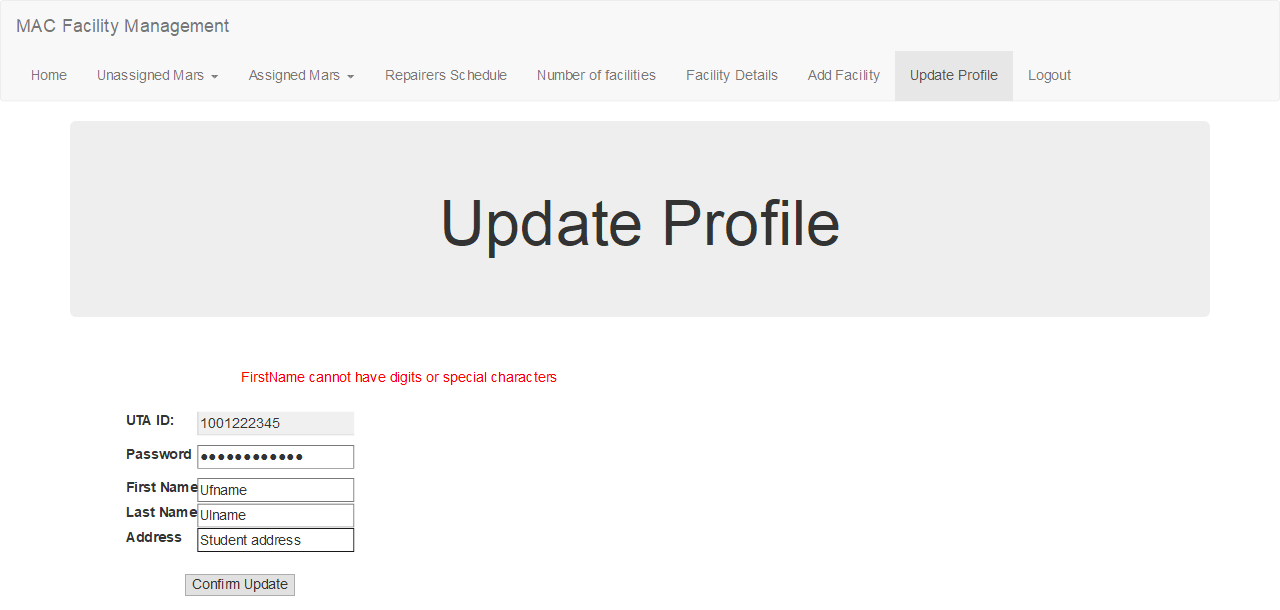 MAC Facility Management
Home Unassigned Mars Assigned Mars Repairers Schedule Number of facilities Facility Details Add Facility Update Profile Logout
Update Profile
FirstName cannot have digits or special characters
UTA ID: 1001222345
Password ●●●●●●●●●●●●
First Name Ufname
Last Name Ulname
Address Student address
Confirm Update